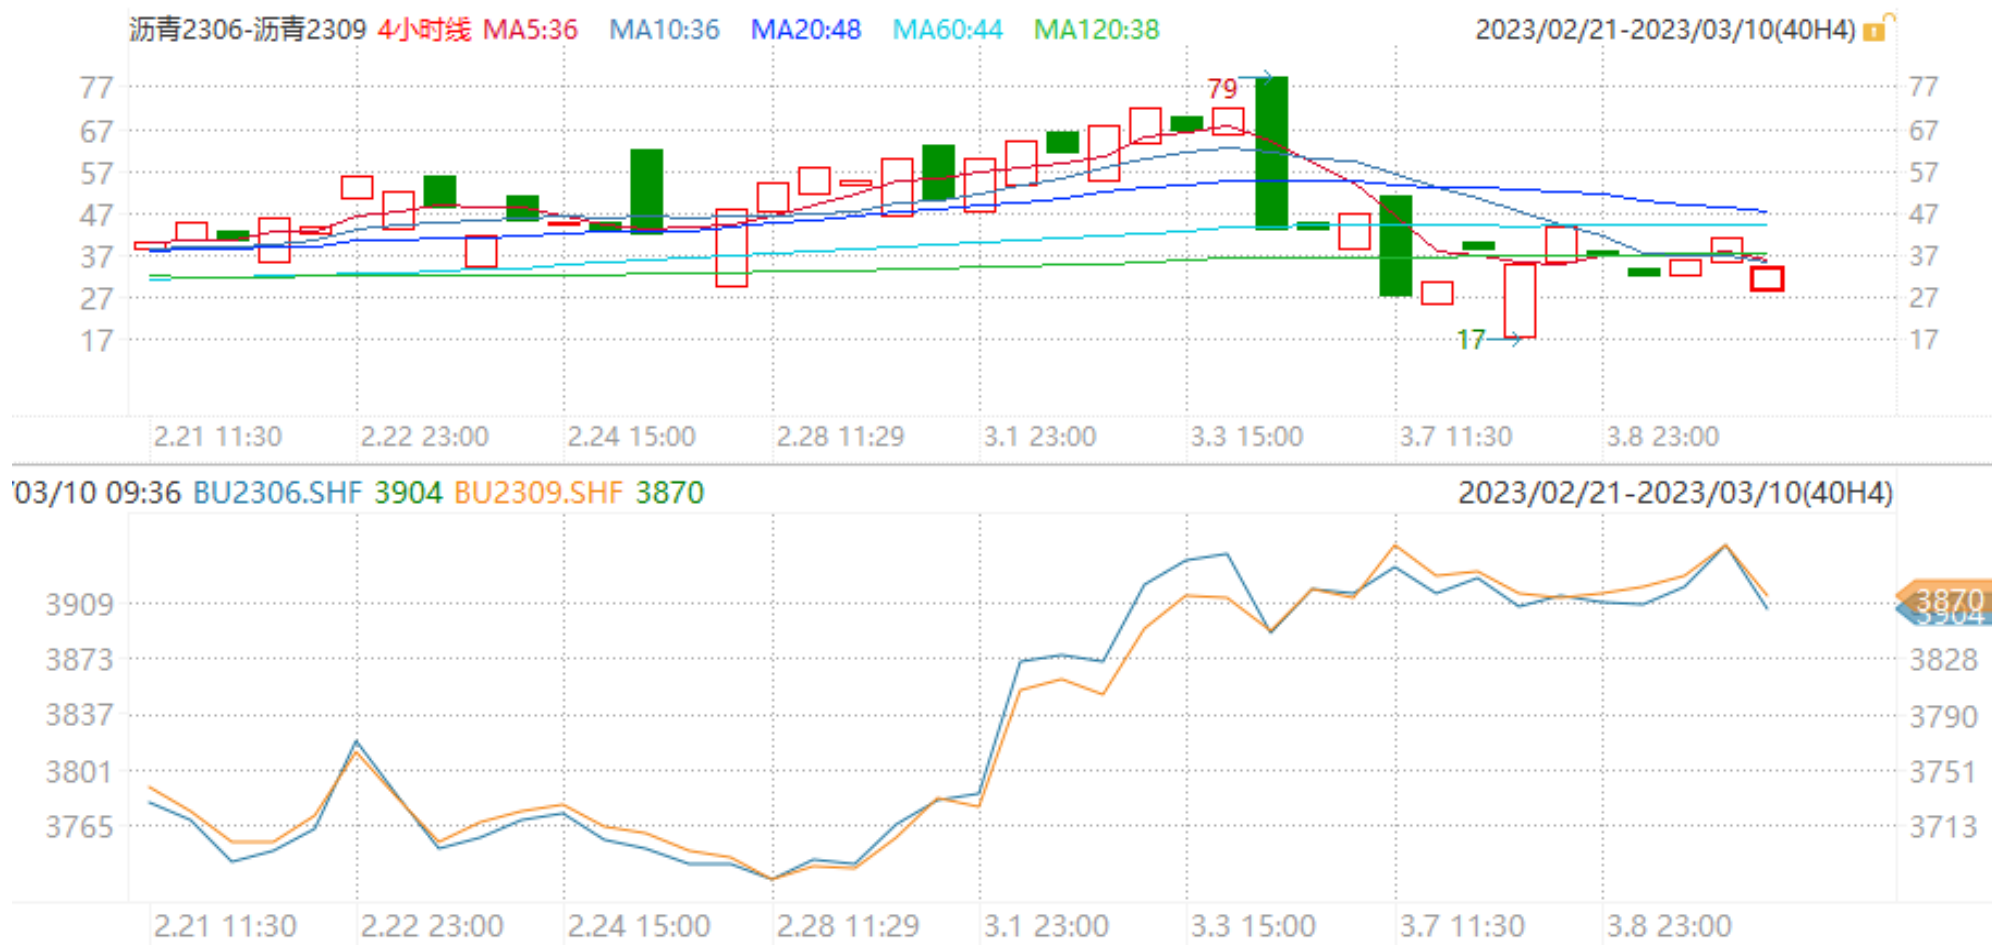 沥青2306-沥青2309 4小时线 MA5:36 MA10:36 MA20:48 MA60:44 MA120:38 2023/02/21-2023/03/10(40H4)
77 79 77
67 67
57 57
47 47
37 37
27 27
17 17 17
2.21 11:30 2.22 23:00 2.24 15:00 2.28 11:29 3.1 23:00 3.3 15:00 3.7 11:30 3.8 23:00
/03/10 09:36 BU2306.SHF 3904 BU2309.SHF 3870 2023/02/21-2023/03/10(40H4)
3909 3870
3904
3873 3828
3837 3790
3801 3751
3765 3713
2.21 11:30 2.22 23:00 2.24 15:00 2.28 11:29 3.1 23:00 3.3 15:00 3.7 11:30 3.8 23:00